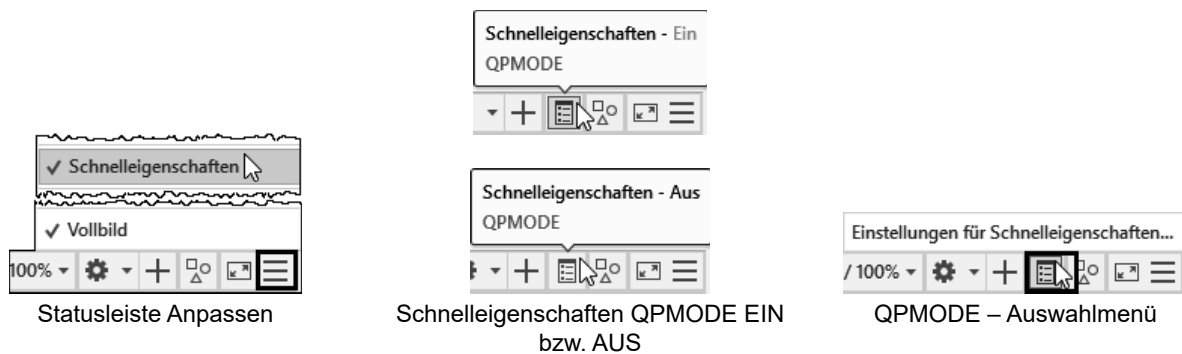 ✓ Schnelleigenschaften
✓ Vollbild
100%
Statusleiste Anpassen
Schnelleigenschaften - Ein
QPMODE
Schnelleigenschaften - Aus
QPMODE
Schnelleigenschaften QPMODE EIN
bzw. AUS
Einstellungen für Schnelleigenschaften...
/ 100%
QPMODE – Auswahlmenü